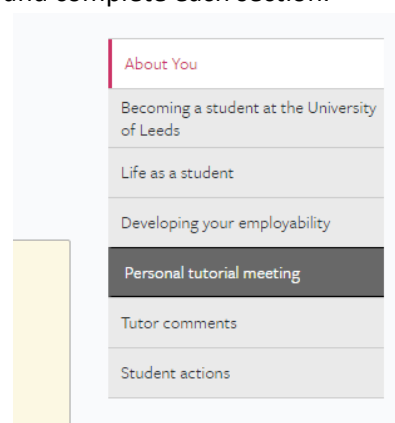 and complete each section.
About You
Becoming a student at the University
of Leeds
Life as a student
Developing your employability
Personal tutorial meeting
Tutor comments
Student actions